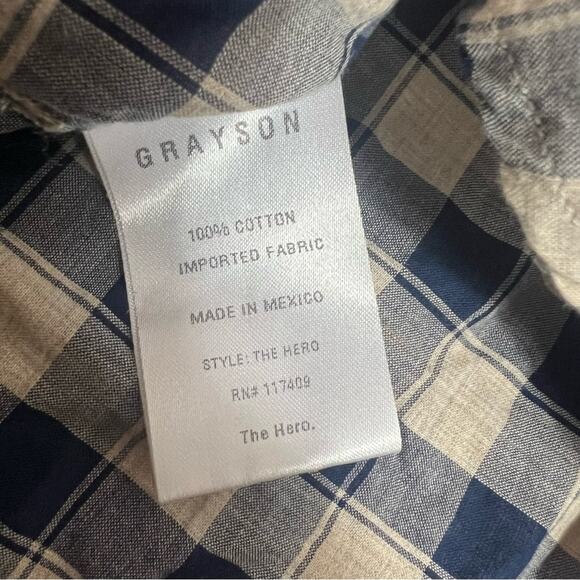 GRAYSON
100% COTTON
IMPORTED FABRIC
MADE IN MEXICO
STYLE: THE HERO
RN# 117409
The Hero.